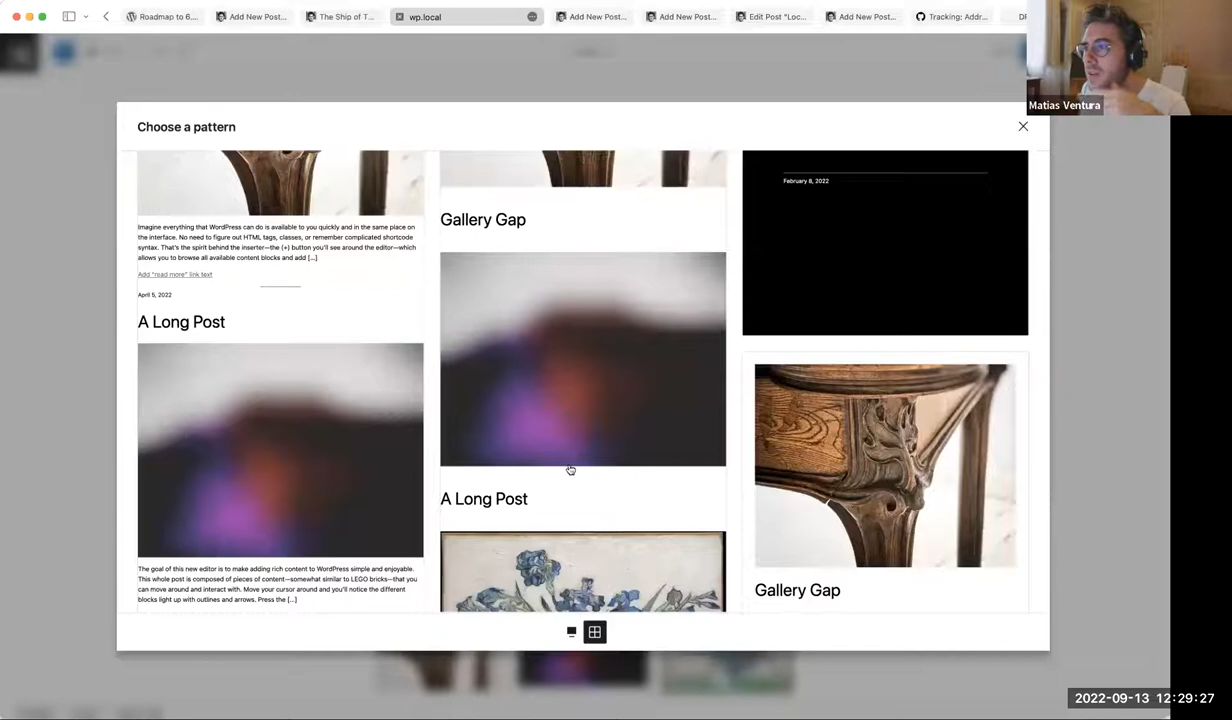 Roadmap to 6....
Add New Post...
The Ship of T...
wp.local
Add New Post...
Add New Post...
Edit Post "Loc...
Add New Post...
Tracking: Addr...
Matias Ventura
Choose a pattern
Imagine everything that WordPress can do is available to you quickly and in the same place on
the interface. No need to figure out HTML tags, classes, or remember complicated shortcode
syntax. That's the spirit behind the inserter—the (+) button you'll see around the editor—which
allows you to browse all available content blocks and add [...]
Add "read more" link text
April 5, 2022
A Long Post
The goal of this new editor is to make adding rich content to WordPress simple and enjoyable.
This whole post is composed of pieces of content—somewhat similar to LEGO bricks—that you
can move around and interact with. Move your cursor around and you'll notice the different
blocks light up with outlines and arrows. Press the [...]
Gallery Gap
A Long Post
February 8, 2022
Gallery Gap
2022-09-13 12:29:27